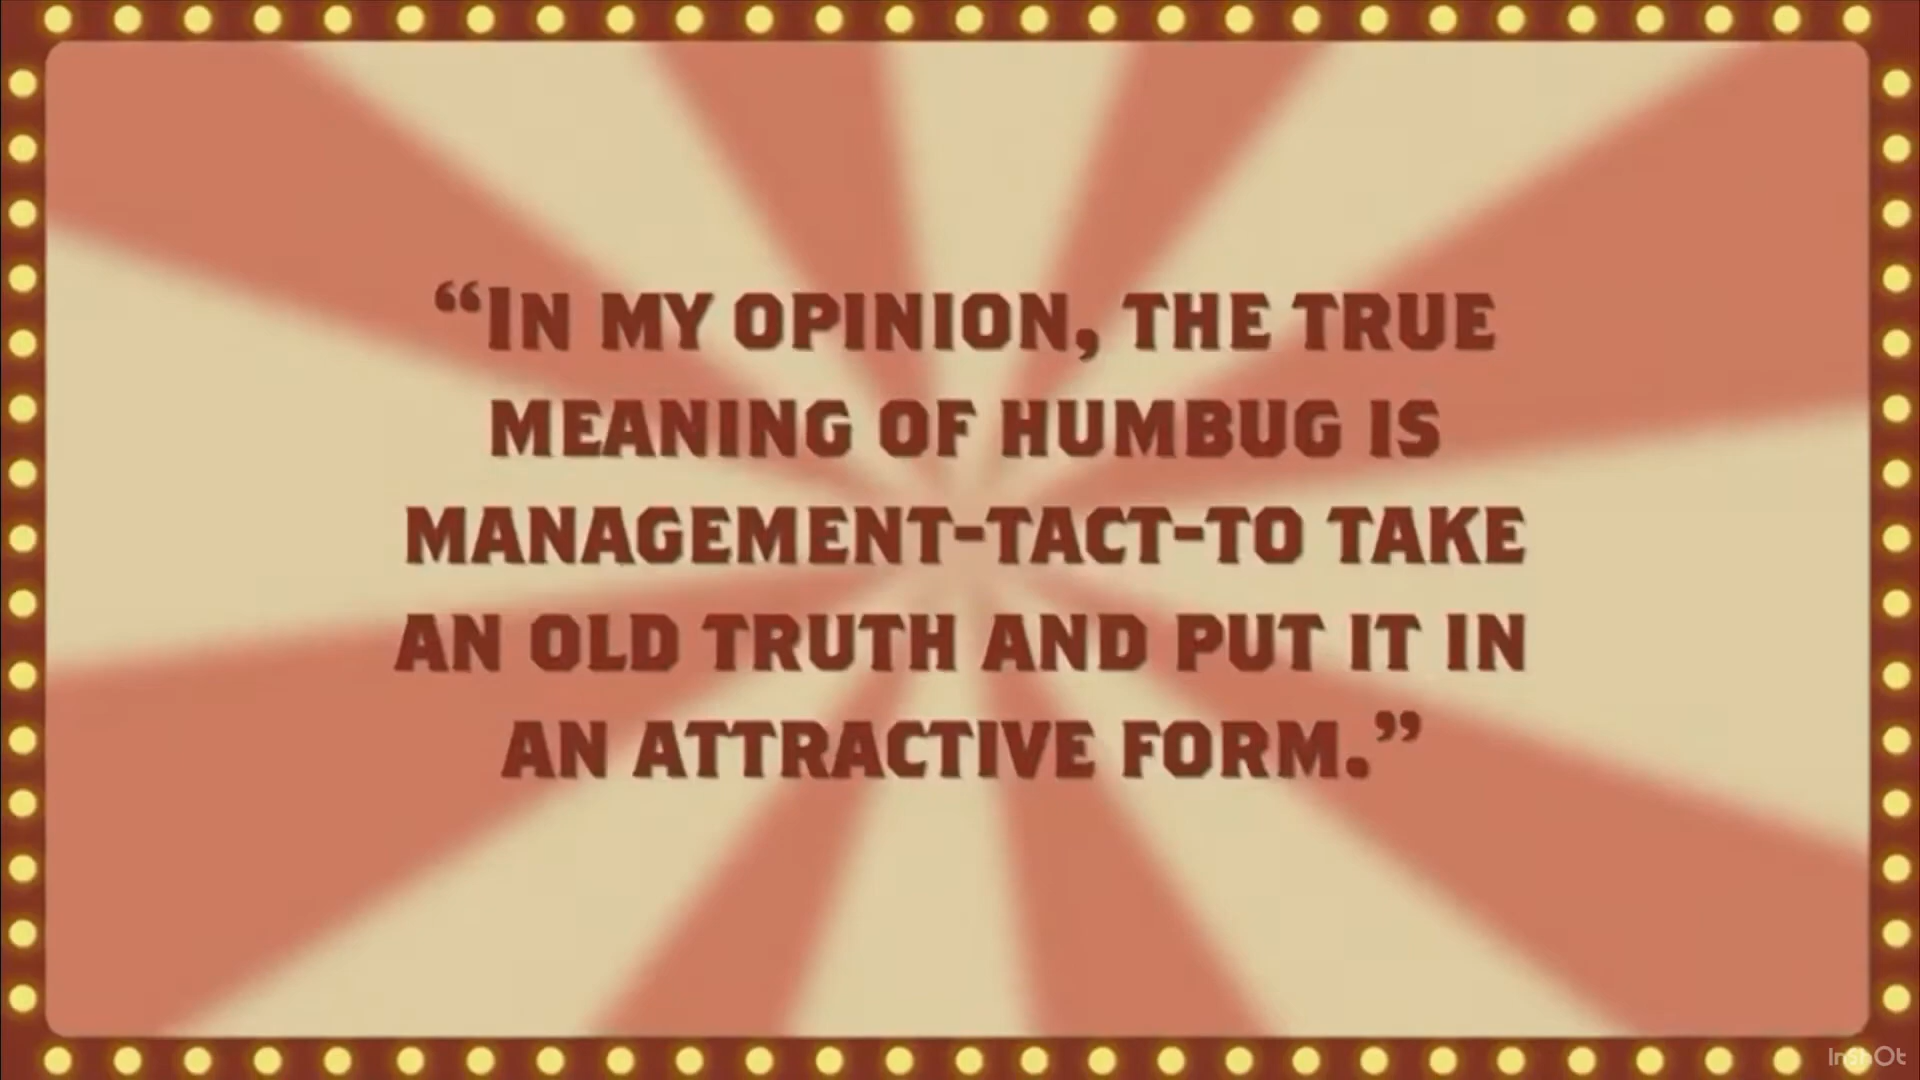 “IN MY OPINION, THE TRUE
MEANING OF HUMBUG IS
MANAGEMENT-TACT-TO TAKE
AN OLD TRUTH AND PUT IT IN
AN ATTRACTIVE FORM.”
InShOt